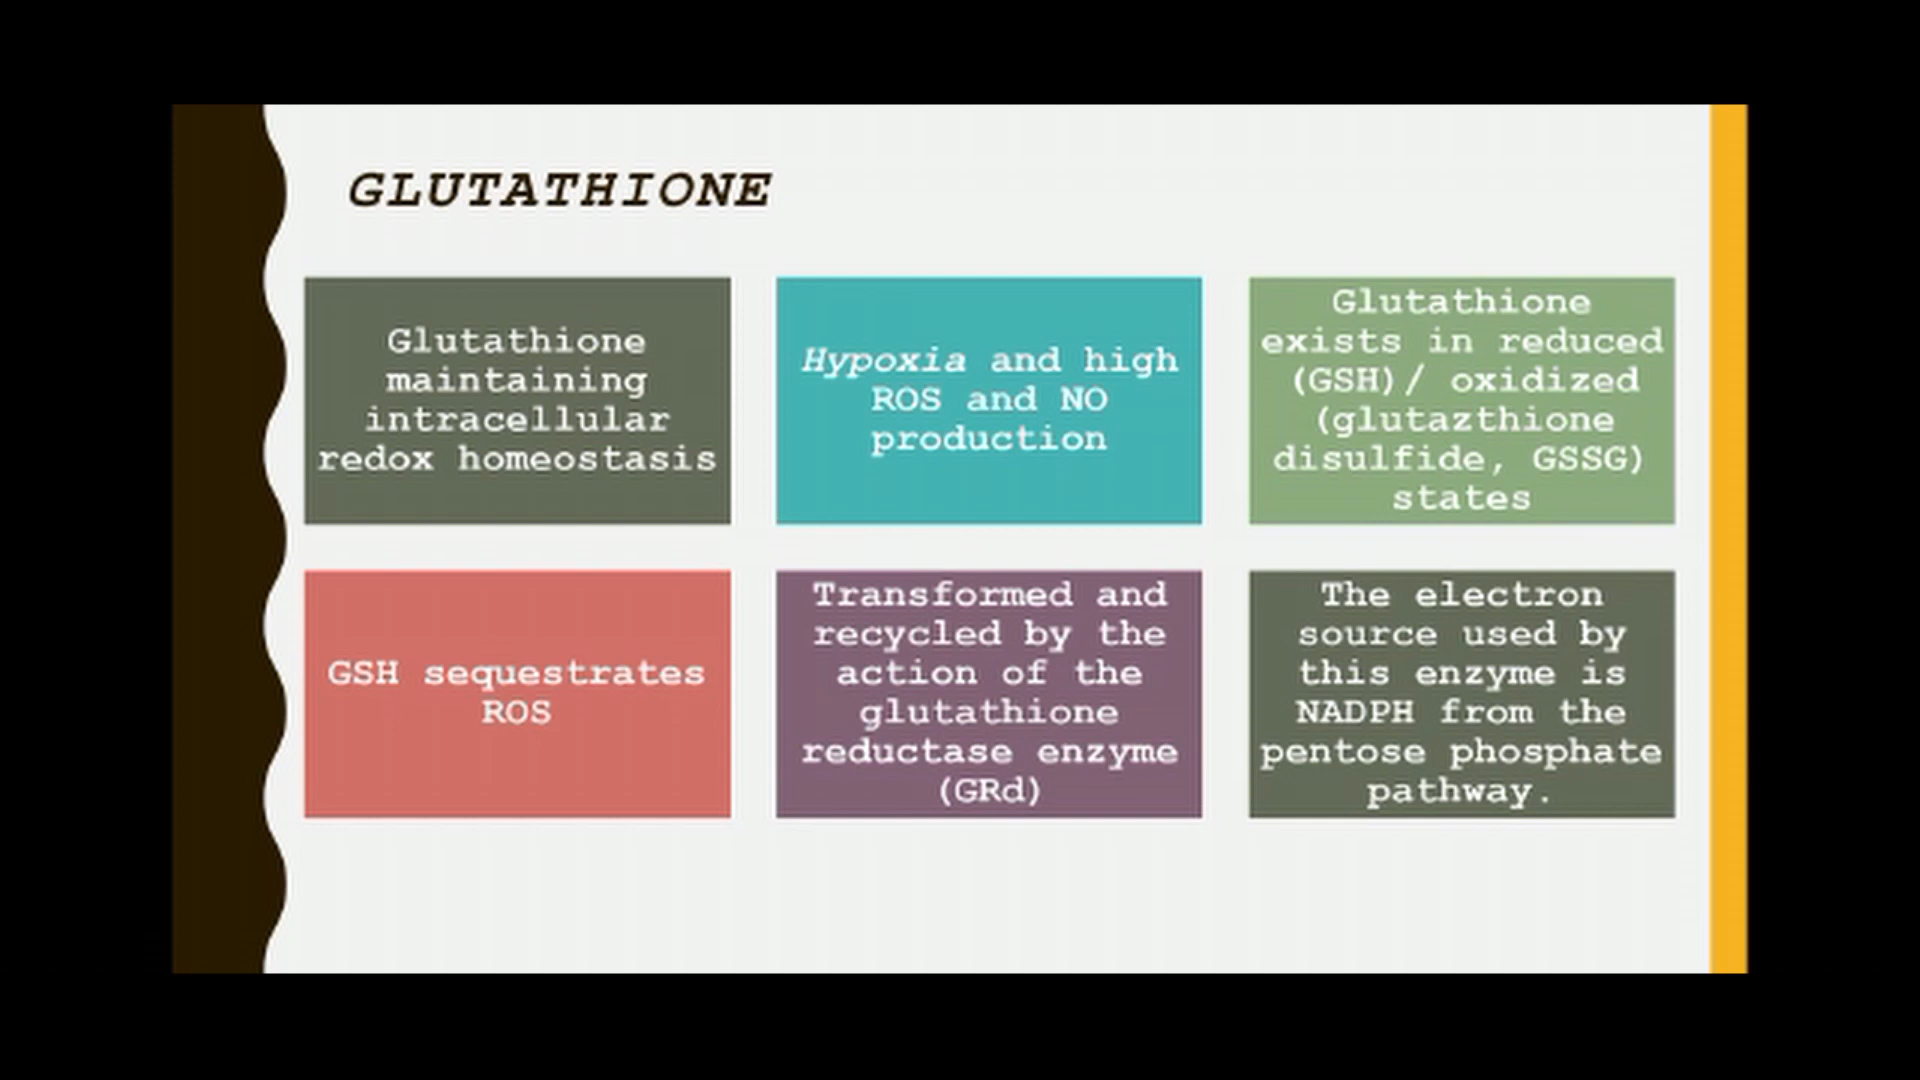 GLUTATHIONE
Glutathione
maintaining
intracellular
redox homeostasis
Hypoxia and high
ROS and NO
production
Glutathione
exists in reduced
(GSH)/ oxidized
(glutazthione
disulfide, GSSG)
states
GSH sequestrates
ROS
Transformed and
recycled by the
action of the
glutathione
reductase enzyme
(GRd)
The electron
source used by
this enzyme is
NADPH from the
pentose phosphate
pathway.